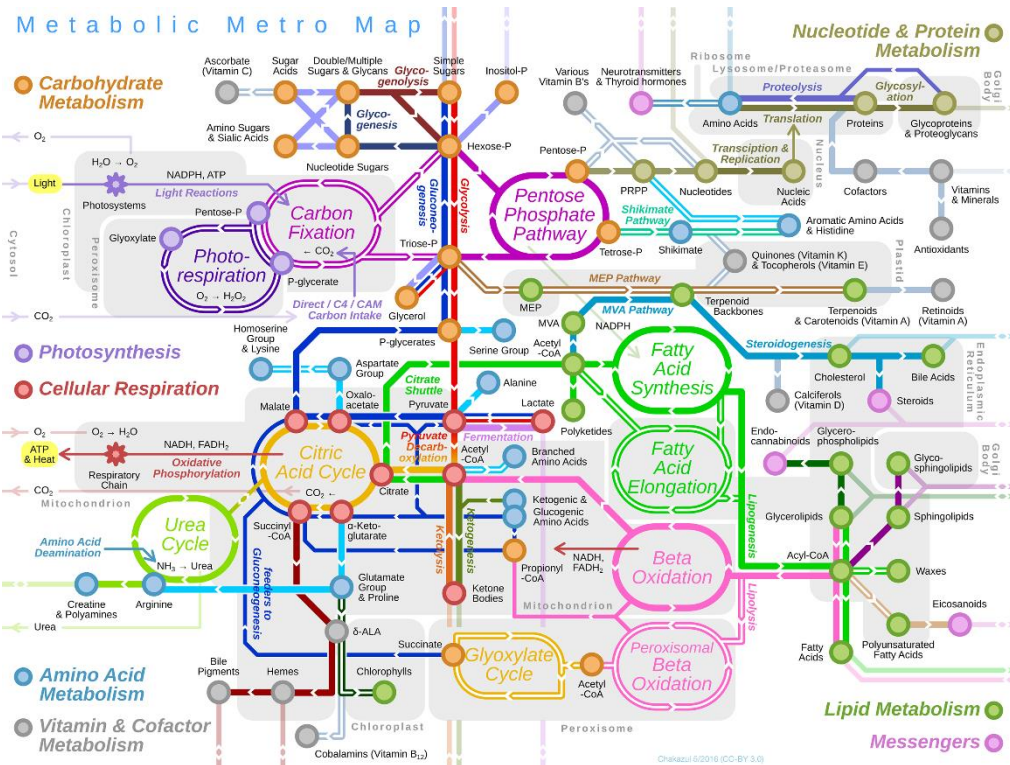 Metabolic Metro Map
Nucleotide & Protein
Metabolism
Carbohydrate
Metabolism
Ascorbate
(Vitamin C)
Sugar
Acids
Double/Multiple
Sugars & Glycans
Glyco-
genolysis
Simple
Sugars
Inositol-P
Various
Vitamin B's
Neurotransmitters
& Thyroid hormones
Ribosome
Lysosome/Proteasome
Proteolysis
Glycosyl-
ation
Golgi
Body
Amino Sugars
& Sialic Acids
Glyco-
genesis
Nucleotide Sugars
Hexose-P
Amino Acids
Translation
Proteins
Glycoproteins
& Proteoglycans
O₂
H₂O → O₂
NADPH, ATP
Light
Light Reactions
Photosystems
Pentose-P
Transciption &
Replication
Nucleus
PRPP
Nucleotides
Nucleic
Acids
Cofactors
Vitamins
& Minerals
Antioxidants
Cytosol
Chloroplast
Peroxisome
Pentose-P
Glyoxylate
Carbon
Fixation
← CO₂
Photo-
respiration
O₂ → H₂O₂
P-glycerate
Direct / C4 / CAM
Carbon Intake
CO₂
Gluconeo-
genesis
Glycolysis
Triose-P
Glycerol
Pentose
Phosphate
Pathway
Tetrose-P
Shikimate
Pathway
Shikimate
Aromatic Amino Acids
& Histidine
Quinones (Vitamin K)
& Tocopherols (Vitamin E)
Plastid
MEP Pathway
MEP
MVA Pathway
Terpenoid
Backbones
Terpenoids
& Carotenoids (Vitamin A)
Retinoids
(Vitamin A)
Photosynthesis
Cellular Respiration
Homoserine
Group
& Lysine
P-glycerates
Serine Group
MVA
NADPH
Acetyl
-CoA
Fatty
Acid
Synthesis
Steroidogenesis
Cholesterol
Bile Acids
Endoplasmic
Reticulum
Aspartate
Group
Citrate
Shuttle
Alanine
Calciferols
(Vitamin D)
Steroids
Malate
Oxalo-
acetate
Pyruvate
Lactate
Polyketides
Endo-
cannabinoids
Glycero-
phospholipids
Golgi
Body
O₂
O₂ → H₂O
NADH, FADH₂
ATP
& Heat
Oxidative
Phosphorylation
Respiratory
Chain
CO₂
Mitochondrion
Citric
Acid Cycle
CO₂ ←
Citrate
Pyruvate
Decarb-
oxylation
Fermentation
Acetyl
-CoA
Branched
Amino Acids
Fatty
Acid
Elongation
Glyco-
sphingolipids
Urea
Cycle
Succinyl
-CoA
α-Keto-
glutarate
Ketogenic &
Glucogenic
Amino Acids
Lipogenesis
Glycerolipids
Sphingolipids
Amino Acid
Deamination
NH₃ → Urea
Ketolysis
Ketogenesis
Propionyl
-CoA
NADH,
FADH₂
Beta
Oxidation
Acyl-CoA
Waxes
Creatine
& Polyamines
Arginine
feeders to
Gluconeogenesis
Glutamate
Group
& Proline
Ketone
Bodies
Mitochondrion
Lipolysis
Eicosanoids
Urea
δ-ALA
Succinate
Glyoxylate
Cycle
Acetyl
-CoA
Peroxisomal
Beta
Oxidation
Fatty
Acids
Polyunsaturated
Fatty Acids
Amino Acid
Metabolism
Bile
Pigments
Hemes
Chlorophylls
Chloroplast
Peroxisome
Lipid Metabolism
Vitamin & Cofactor
Metabolism
Cobalamins (Vitamin B₁₂)
Messengers
Chakazul 5/2016 (CC-BY 3.0)